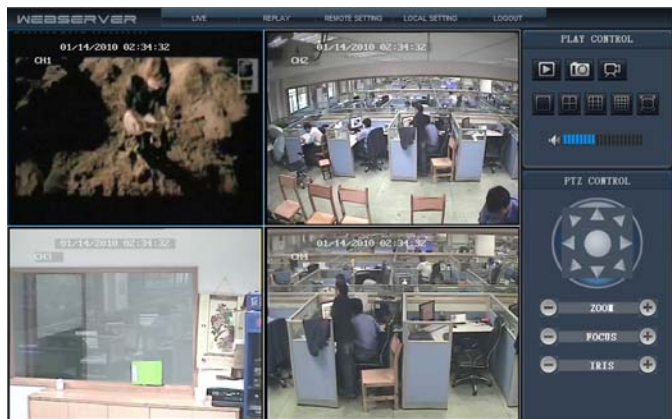 WEBSERVER
LIVE REPLAY REMOTE SETTING LOCAL SETTING LOGOUT
01/14/2010 02:34:32
CH1
01/14/2010 02:34:32
CH2
PLAY CONTROL
PTZ CONTROL
01/14/2010 02:34:32
CH3
01/14/2010 02:34:32
CH4
ZOOM
FOCUS
IRIS